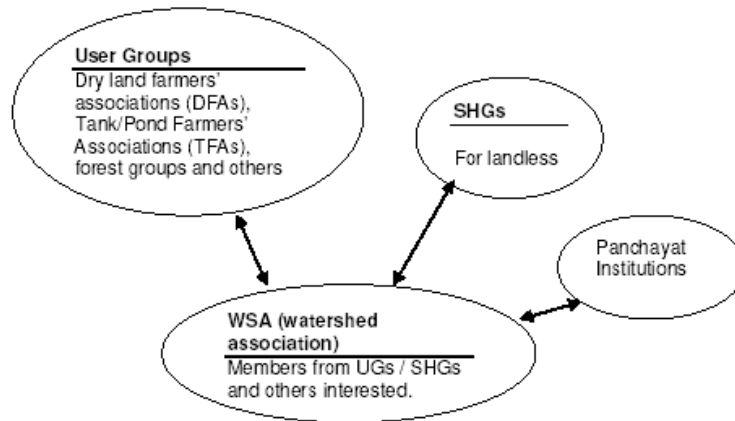 User Groups
Dry land farmers'
associations (DFAs),
Tank/Pond Farmers'
Associations (TFAs),
forest groups and others
SHGs
For landless
Panchayat
Institutions
WSA (watershed
association)
Members from UGs / SHGs
and others interested.